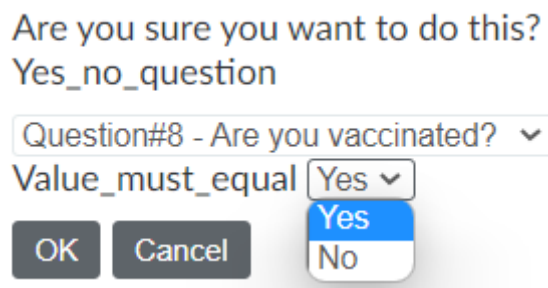 Are you sure you want to do this?
Yes_no_question
Question#8 - Are you vaccinated?
Value_must_equal Yes
Yes
No
OK Cancel